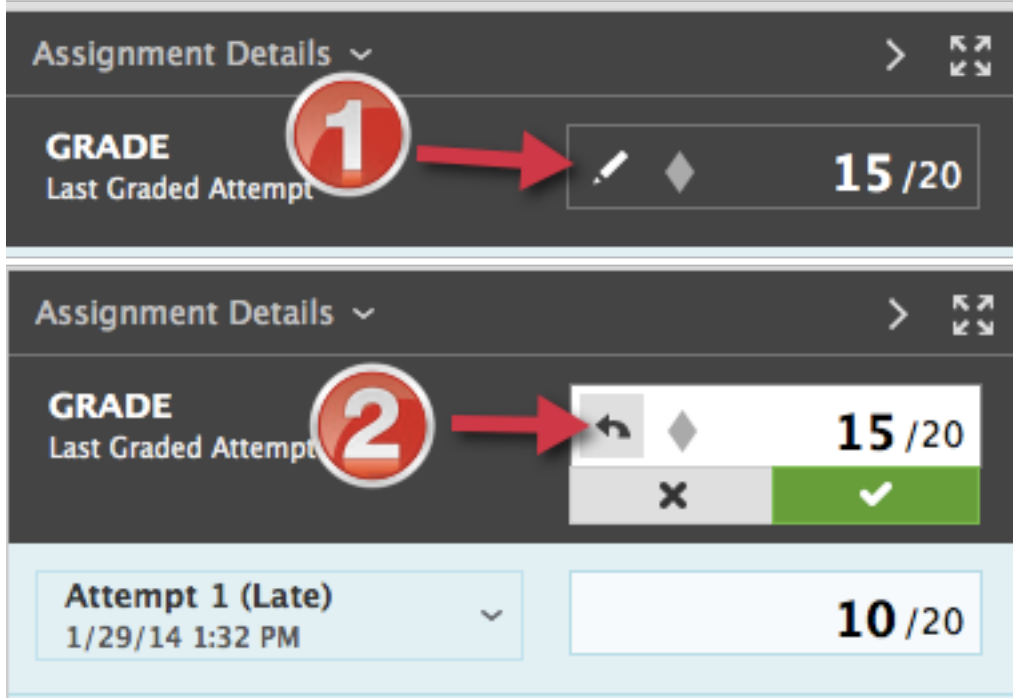 Assignment Details
GRADE
Last Graded Attempt
1
15/20
Assignment Details
GRADE
Last Graded Attempt
2
15/20
Attempt 1 (Late)
1/29/14 1:32 PM
10/20